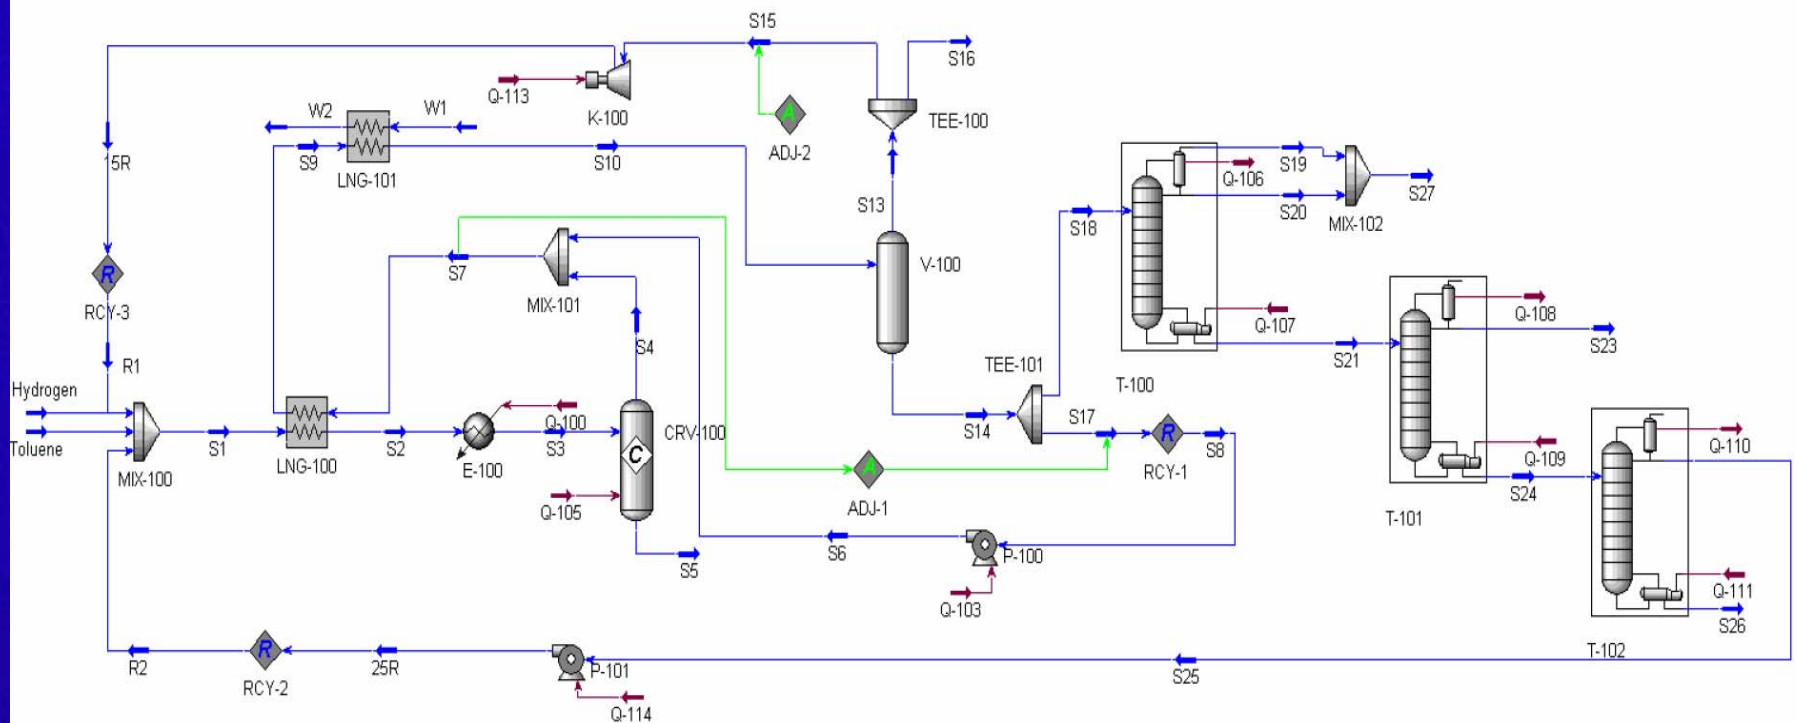 S15
S16
Q-113
K-100
TEE-100
W2
W1
ADJ-2
S9
S10
LNG-101
'5R
S19
Q-106
S27
S20
MIX-102
S13
S18
V-100
S7
MIX-101
RCY-3
Q-107
Q-108
S23
S21
S4
R1
TEE-101
T-100
Hydrogen
Toluene
S1
LNG-100
S2
Q-100
S3
E-100
CRV-100
S14
S17
S8
RCY-1
MIX-100
Q-109
Q-110
S24
Q-105
ADJ-1
T-101
S5
S6
P-100
Q-103
Q-111
S26
R2
RCY-2
25R
P-101
S25
T-102
Q-114
R
R
R
A
A
C